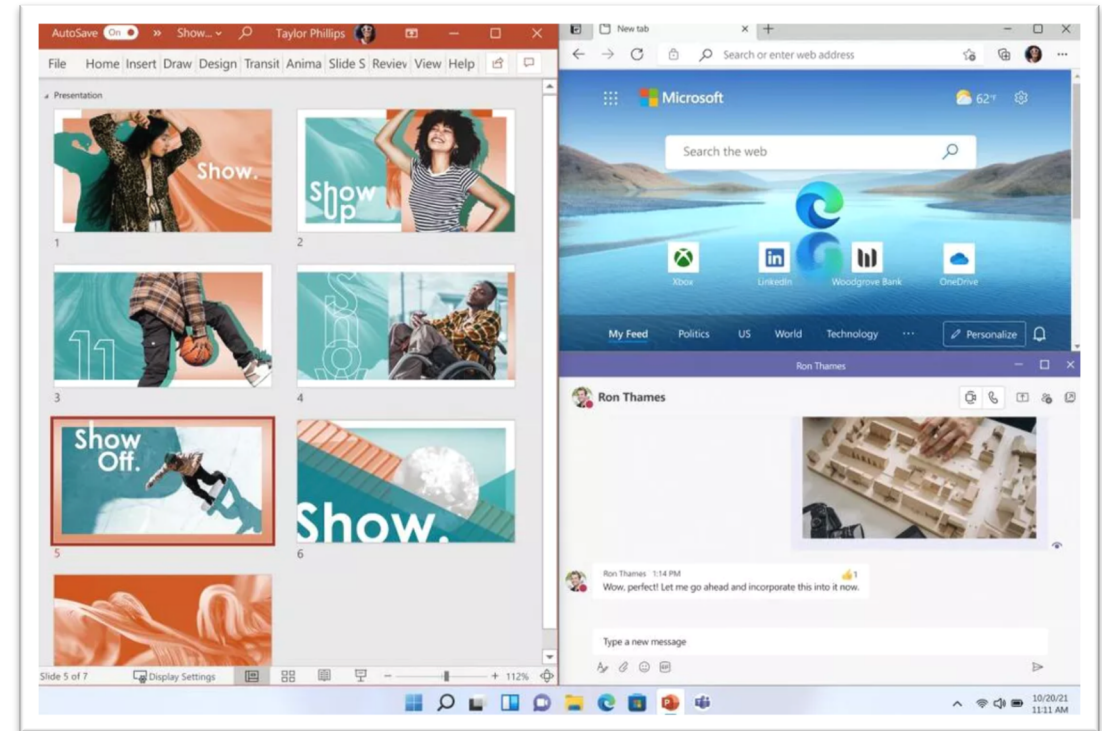 AutoSave On » Show... Taylor Phillips
File Home Insert Draw Design Transit Anima Slide S Review View Help
Presentation
Show.
1
Show
Up
2
11
3
Show
4
Show
Off.
5
Show.
6
Slide 5 of 7 Display Settings − + 112%
New tab × +
Search or enter web address
Microsoft 62°F
Search the web
Xbox LinkedIn Woodgrove Bank OneDrive
My Feed Politics US World Technology ... Personalize
Ron Thames
Ron Thames
Ron Thames 1:14 PM 1
Wow, perfect! Let me go ahead and incorporate this into it now.
Type a new message
GIF
10/20/21
11:11 AM